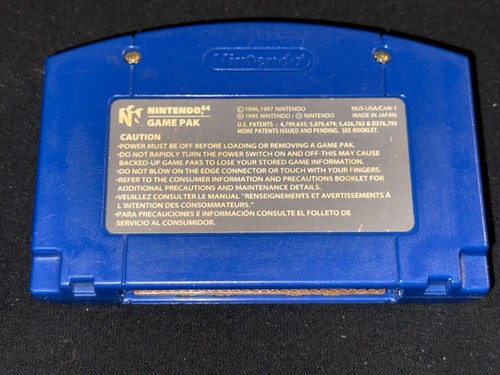 Nintendo
NINTENDO64
GAME PAK
©1996,1997 NINTENDO
Ⓜ1995 NINTENDO / ⓒNINTENDO
NUS-USA/CAN-1
MADE IN JAPAN
U.S. PATENTS : 4,799,635; 5,070,479; 5,426,762 & D376,795
MORE PATENTS ISSUED AND PENDING. SEE BOOKLET.
CAUTION
•POWER MUST BE OFF BEFORE LOADING OR REMOVING A GAME PAK.
•DO NOT RAPIDLY TURN THE POWER SWITCH ON AND OFF-THIS MAY CAUSE
BACKED-UP GAME PAKS TO LOSE YOUR STORED GAME INFORMATION.
•DO NOT BLOW ON THE EDGE CONNECTOR OR TOUCH WITH YOUR FINGERS.
•REFER TO THE CONSUMER INFORMATION AND PRECAUTIONS BOOKLET FOR
ADDITIONAL PRECAUTIONS AND MAINTENANCE DETAILS.
•VEUILLEZ CONSULTER LE MANUEL "RENSEIGNEMENTS ET AVERTISSEMENTS À
L'INTENTION DES CONSOMMATEURS."
•PARA PRECAUCIONES E INFORMACIÓN CONSULTE EL FOLLETO DE
SERVICIO AL CONSUMIDOR.